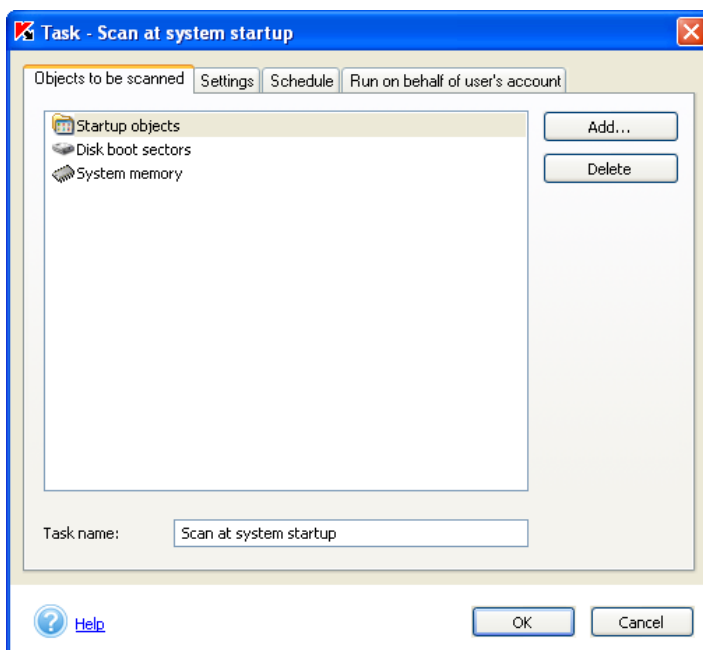 Task - Scan at system startup
Objects to be scanned Settings Schedule Run on behalf of user's account
Startup objects
Disk boot sectors
System memory
Add...
Delete
Task name: Scan at system startup
Help OK Cancel